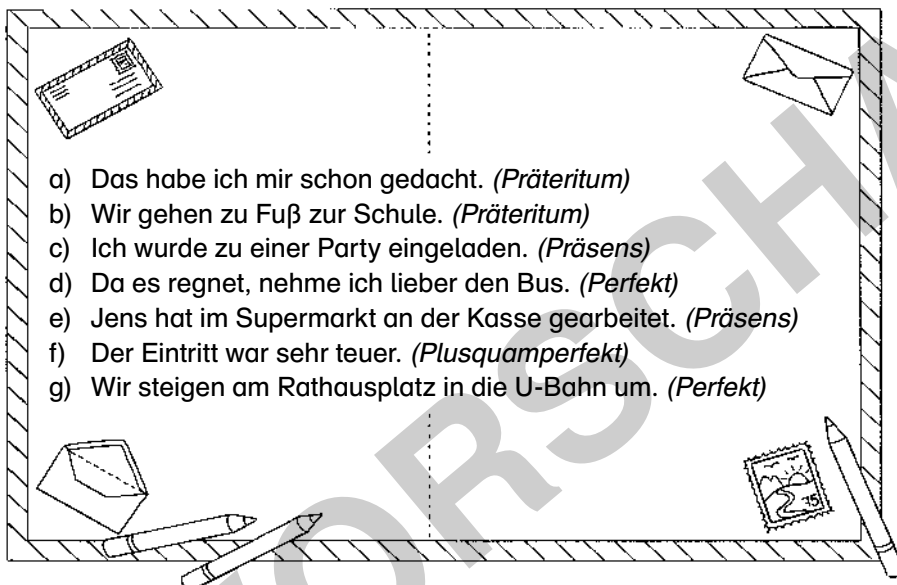 a) Das habe ich mir schon gedacht. (Präteritum)
b) Wir gehen zu Fuß zur Schule. (Präteritum)
c) Ich wurde zu einer Party eingeladen. (Präsens)
d) Da es regnet, nehme ich lieber den Bus. (Perfekt)
e) Jens hat im Supermarkt an der Kasse gearbeitet. (Präsens)
f) Der Eintritt war sehr teuer. (Plusquamperfekt)
g) Wir steigen am Rathausplatz in die U-Bahn um. (Perfekt)